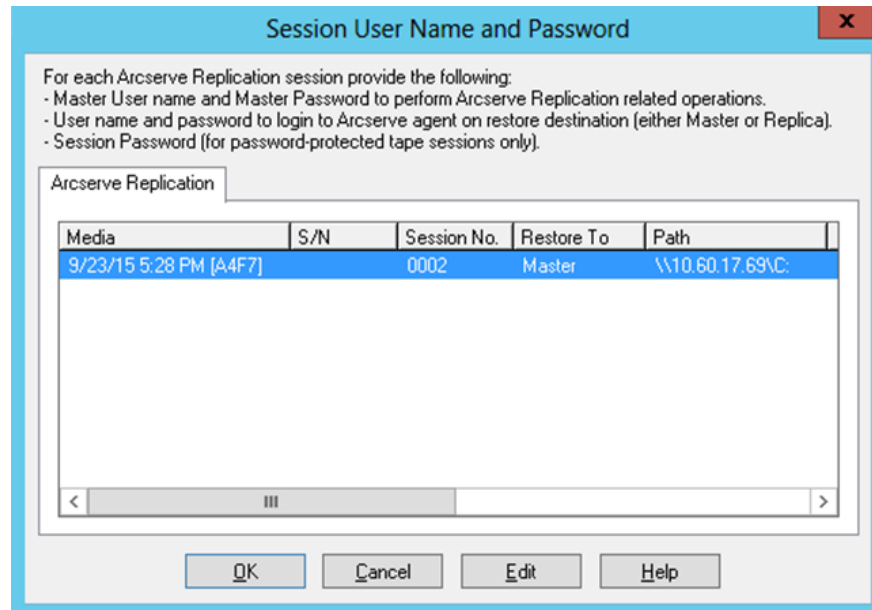 Session User Name and Password
x
For each Arcserve Replication session provide the following:
- Master User name and Master Password to perform Arcserve Replication related operations.
- User name and password to login to Arcserve agent on restore destination (either Master or Replica).
- Session Password (for password-protected tape sessions only).
Arcserve Replication
Media S/N Session No. Restore To Path
9/23/15 5:28 PM [A4F7] 0002 Master \\10.60.17.69\C:
OK Cancel Edit Help